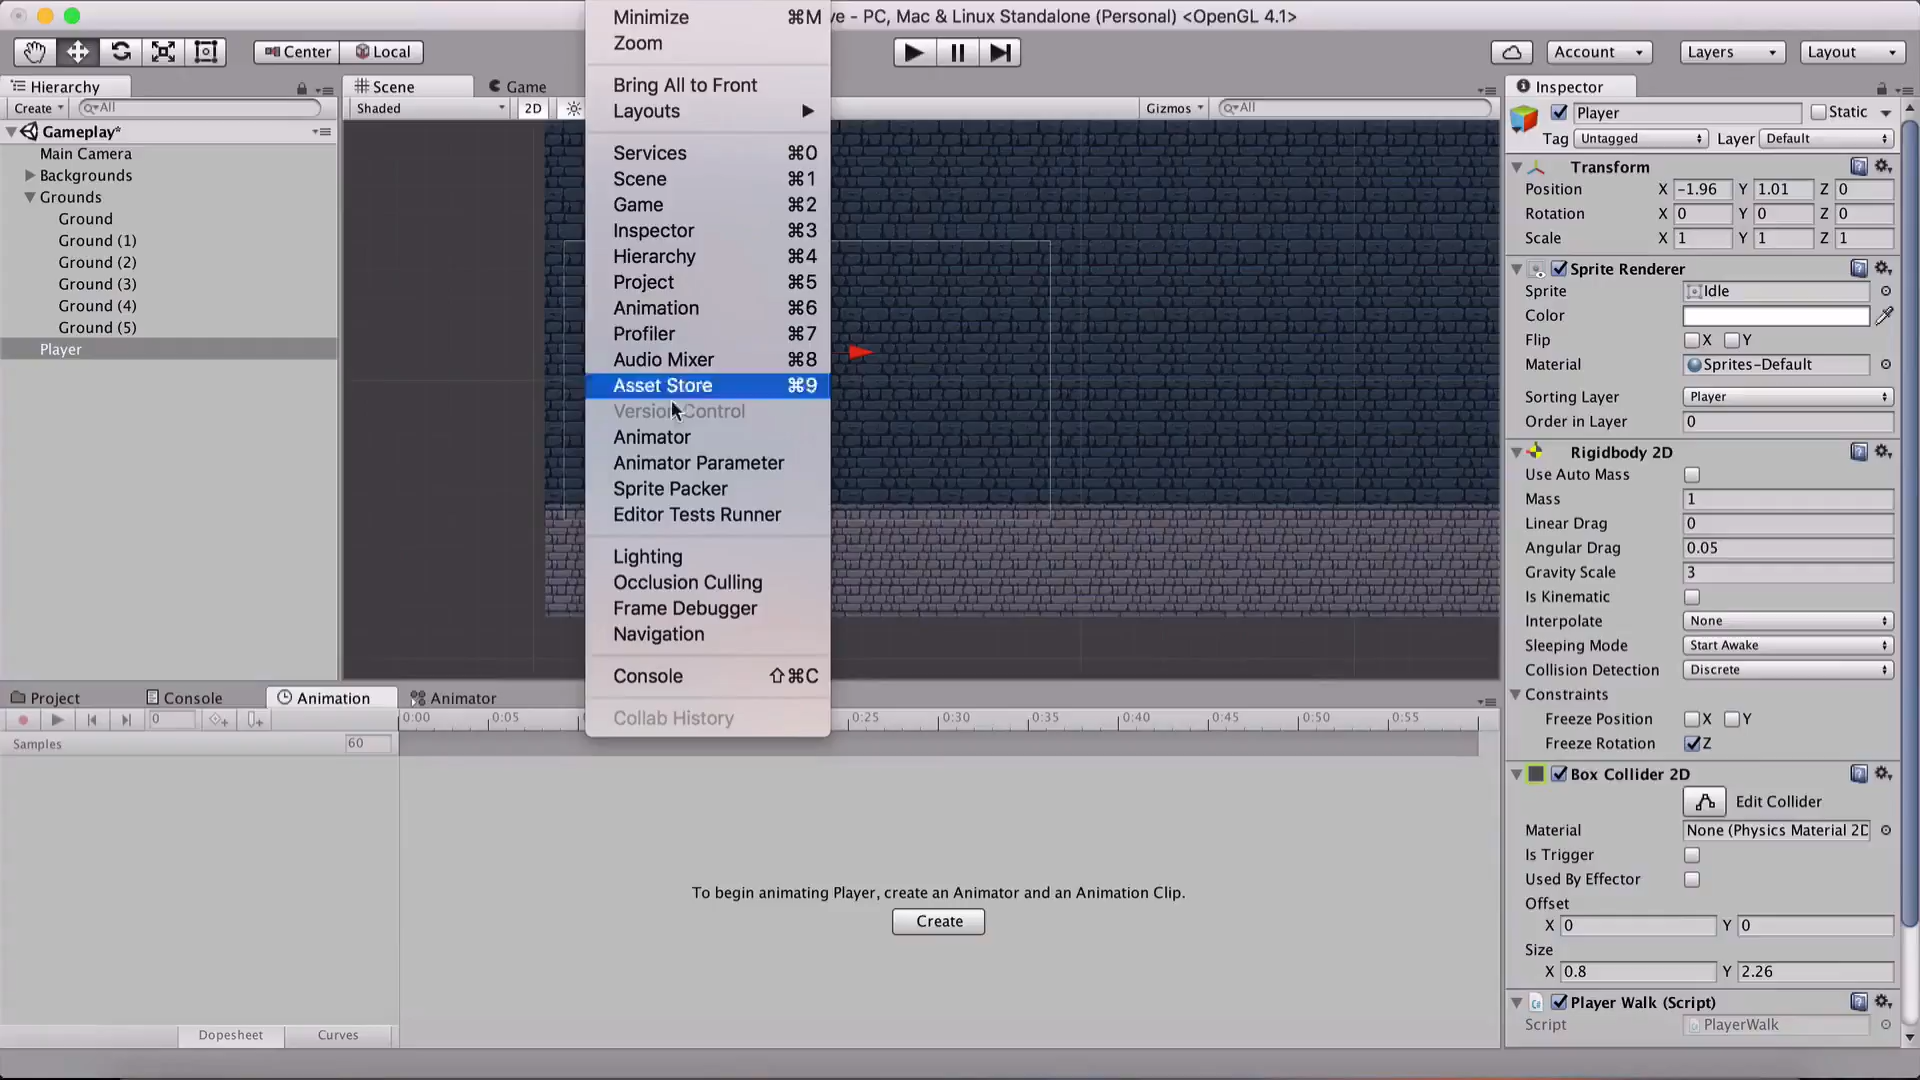 Minimize ⌘M
Zoom
Bring All to Front
Layouts ▶
Services ⌘0
Scene ⌘1
Game ⌘2
Inspector ⌘3
Hierarchy ⌘4
Project ⌘5
Animation ⌘6
Profiler ⌘7
Audio Mixer ⌘8
Asset Store ⌘9
Version Control
Animator
Animator Parameter
Sprite Packer
Editor Tests Runner
Lighting
Occlusion Culling
Frame Debugger
Navigation
Console ⇧⌘C
Collab History
ve - PC, Mac & Linux Standalone (Personal) <OpenGL 4.1>
Center Local
Account Layers Layout
Hierarchy
Create All
Gameplay*
Main Camera
Backgrounds
Grounds
Ground
Ground (1)
Ground (2)
Ground (3)
Ground (4)
Ground (5)
Player
Scene Game
Shaded 2D Gizmos All
Inspector
Player Static
Tag Untagged Layer Default
Transform
Position X -1.96 Y 1.01 Z 0
Rotation X 0 Y 0 Z 0
Scale X 1 Y 1 Z 1
Sprite Renderer
Sprite Idle
Color
Flip X Y
Material Sprites-Default
Sorting Layer Player
Order in Layer 0
Rigidbody 2D
Use Auto Mass
Mass 1
Linear Drag 0
Angular Drag 0.05
Gravity Scale 3
Is Kinematic
Interpolate None
Sleeping Mode Start Awake
Collision Detection Discrete
Constraints
Freeze Position X Y
Freeze Rotation Z
Box Collider 2D
Edit Collider
Material None (Physics Material 2D
Is Trigger
Used By Effector
Offset
X 0 Y 0
Size
X 0.8 Y 2.26
Player Walk (Script)
Script PlayerWalk
Project Console Animation Animator
0 0:00 0:05 0:25 0:30 0:35 0:40 0:45 0:50 0:55
Samples 60
To begin animating Player, create an Animator and an Animation Clip.
Create
Dopesheet Curves